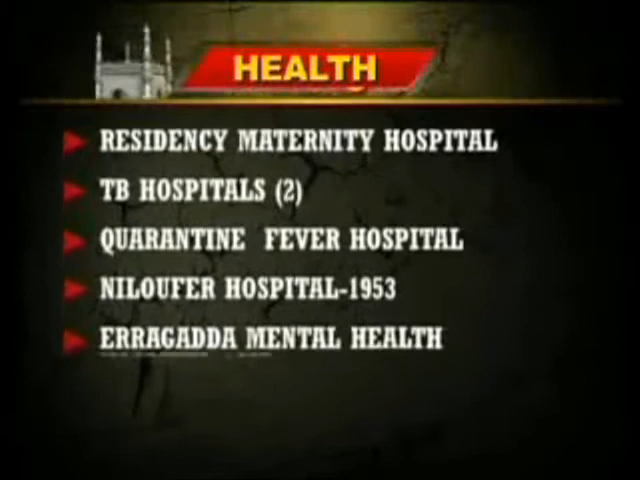 HEALTH
RESIDENCY MATERNITY HOSPITAL
TB HOSPITALS (2)
QUARANTINE FEVER HOSPITAL
NILOUFER HOSPITAL-1953
ERRAGADDA MENTAL HEALTH